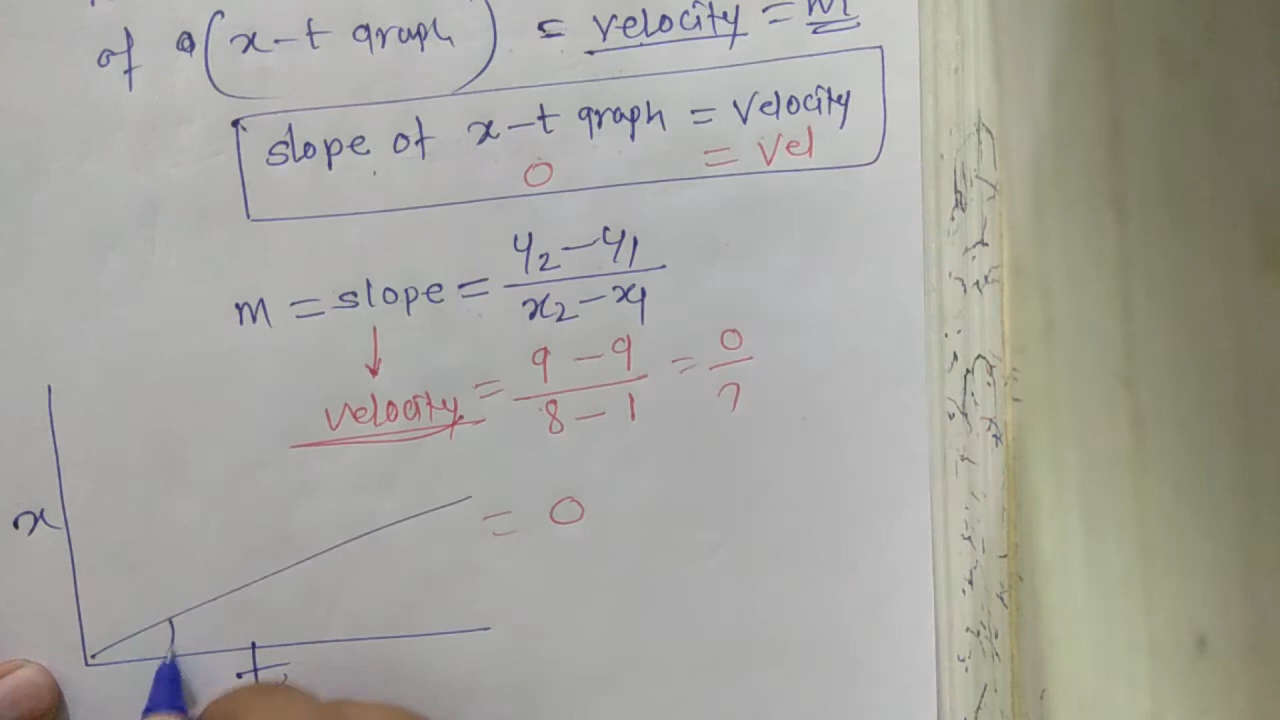 of a (x-t graph) = velocity = m
slope of x-t graph = velocity
0 = vel
m = slope = y2-y1 / x2-x1
velocity = 9-9 / 8-1 = 0 / 7
= 0
x
t